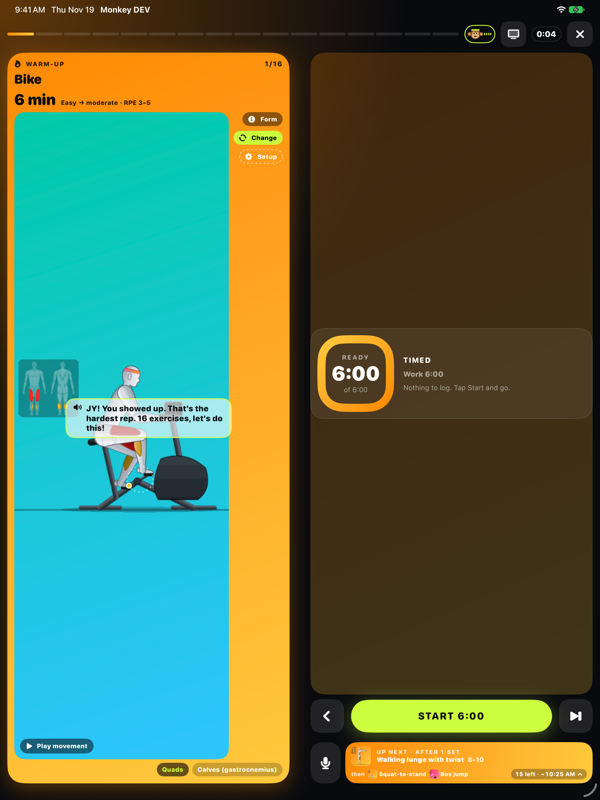 9:41 AM Thu Nov 19 Monkey DEV
0:04
WARM-UP
1/16
Bike
6 min Easy → moderate · RPE 3–5
Form
Change
Setup
JY! You showed up. That's the
hardest rep. 16 exercises, let's do
this!
Play movement
Quads
Calves (gastrocnemius)
READY
6:00
of 6:00
TIMED
Work 6:00
Nothing to log. Tap Start and go.
START 6:00
UP NEXT · AFTER 1 SET
Walking lunge with twist 8–10
then Squat-to-stand Box jump
15 left · ~10:25 AM